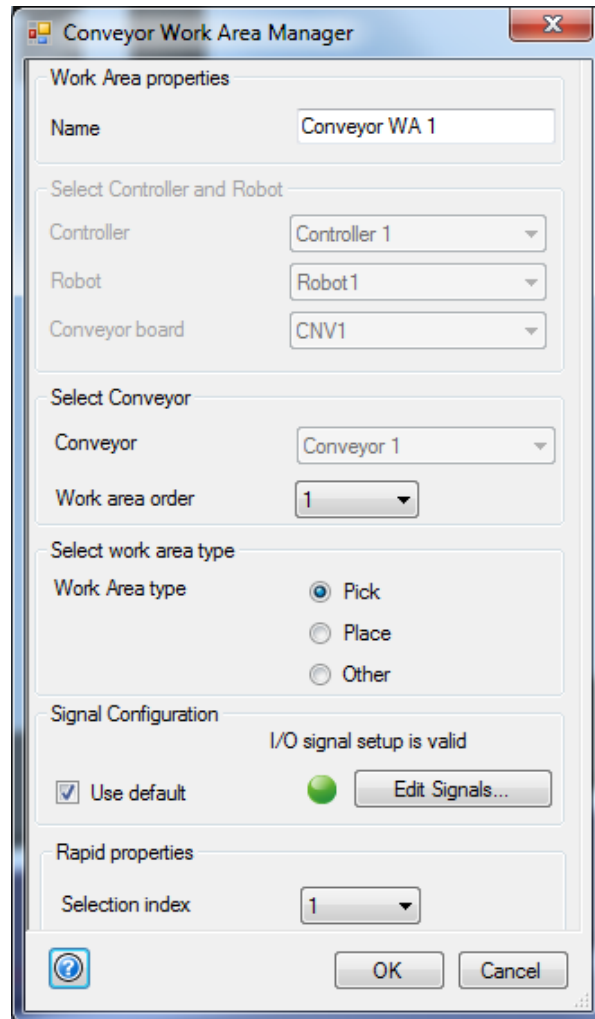 Conveyor Work Area Manager
Work Area properties
Name Conveyor WA 1
Select Controller and Robot
Controller Controller 1
Robot Robot1
Conveyor board CNV1
Select Conveyor
Conveyor Conveyor 1
Work area order 1
Select work area type
Work Area type Pick
Place
Other
Signal Configuration
I/O signal setup is valid
Use default Edit Signals...
Rapid properties
Selection index 1
OK Cancel